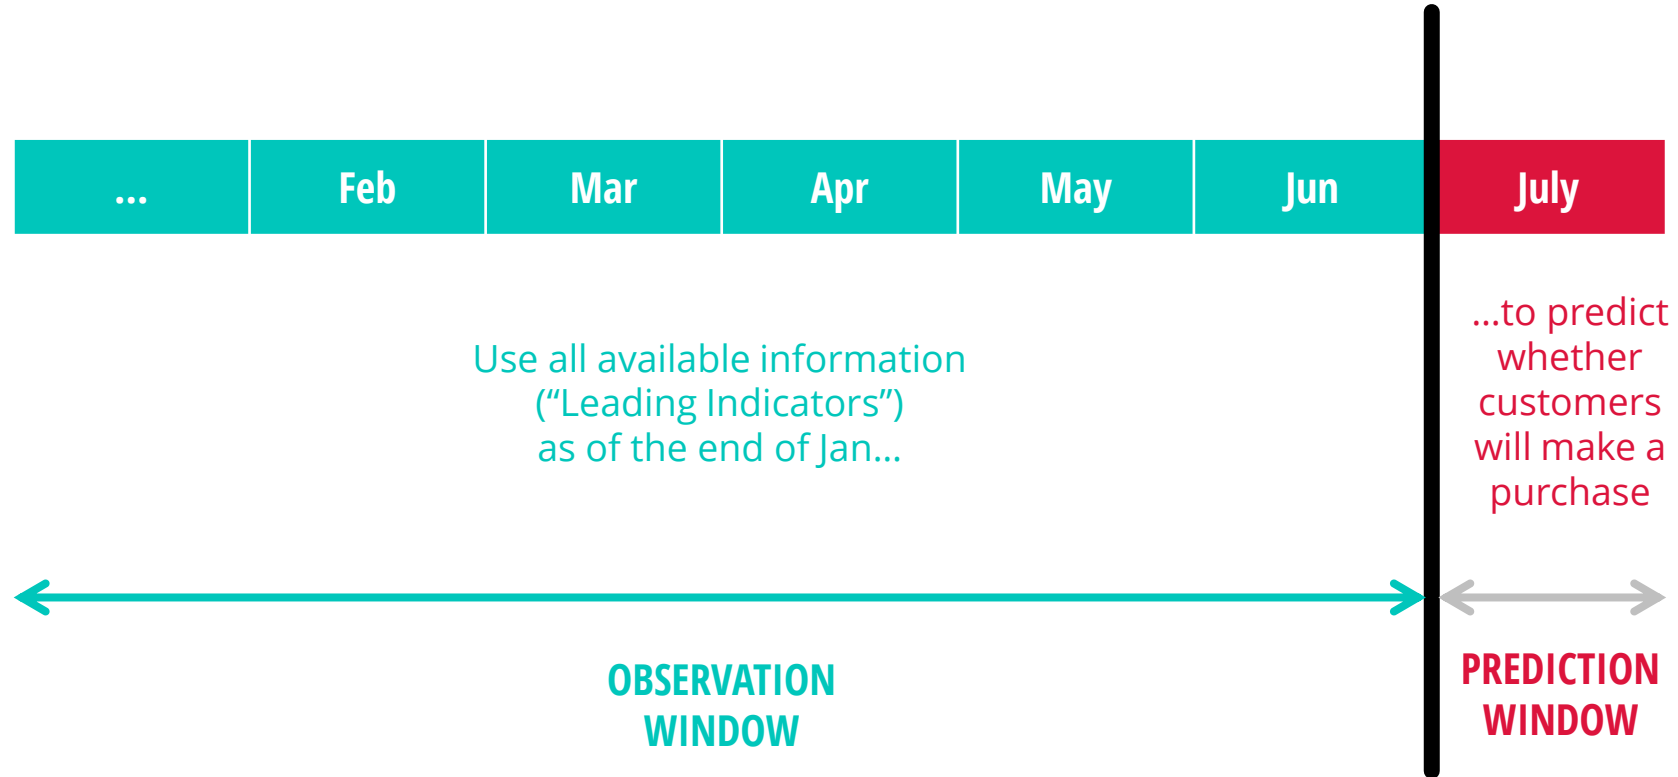 ...
Feb
Mar
Apr
May
Jun
July
Use all available information
(“Leading Indicators”)
as of the end of Jan...
...to predict
whether
customers
will make a
purchase
OBSERVATION
WINDOW
PREDICTION
WINDOW